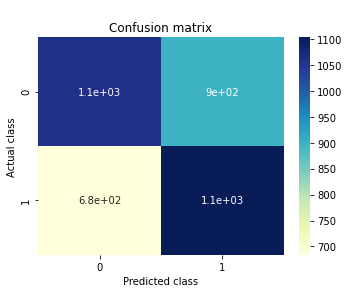 Confusion matrix
Actual class
0
1
1.1e+03
9e+02
6.8e+02
1.1e+03
0
1
Predicted class
1100
1050
1000
950
900
850
800
750
700